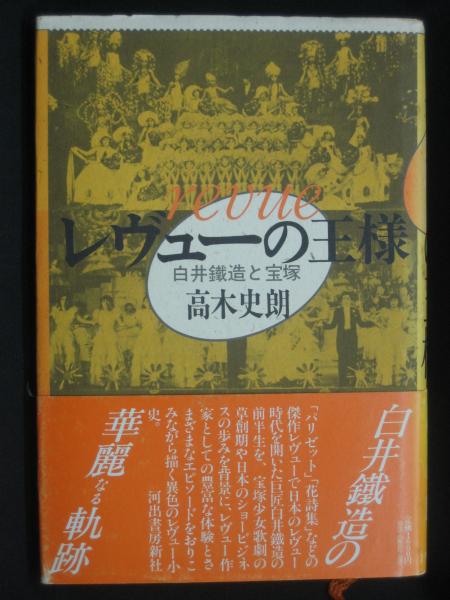 revue
レヴューの王様
白井鐵造と宝塚
高木史朗
白井鐵造の
華麗なる軌跡
「パリゼット」「花詩集」などの
傑作レヴューで日本のレヴュー
時代を開いた巨匠白井鐵造の
前半生を、宝塚少女歌劇の
草創期や日本のショービジネ
スの歩みを背景に、レヴュー作
家としての豊富な体験とさ
まざまなエピソードをおりこ
みながら描く異色のレヴュー小
史。
河出書房新社